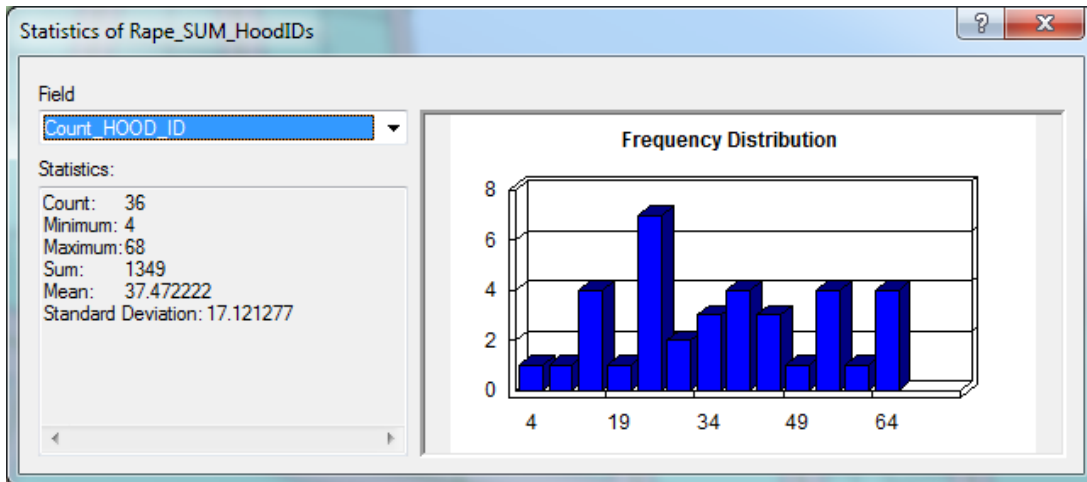 Statistics of Rape_SUM_HoodIDs
Field
Count_HOOD_ID
Statistics:
Count: 36
Minimum: 4
Maximum: 68
Sum: 1349
Mean: 37.472222
Standard Deviation: 17.121277
Frequency Distribution
8
6
4
2
0
4 19 34 49 64